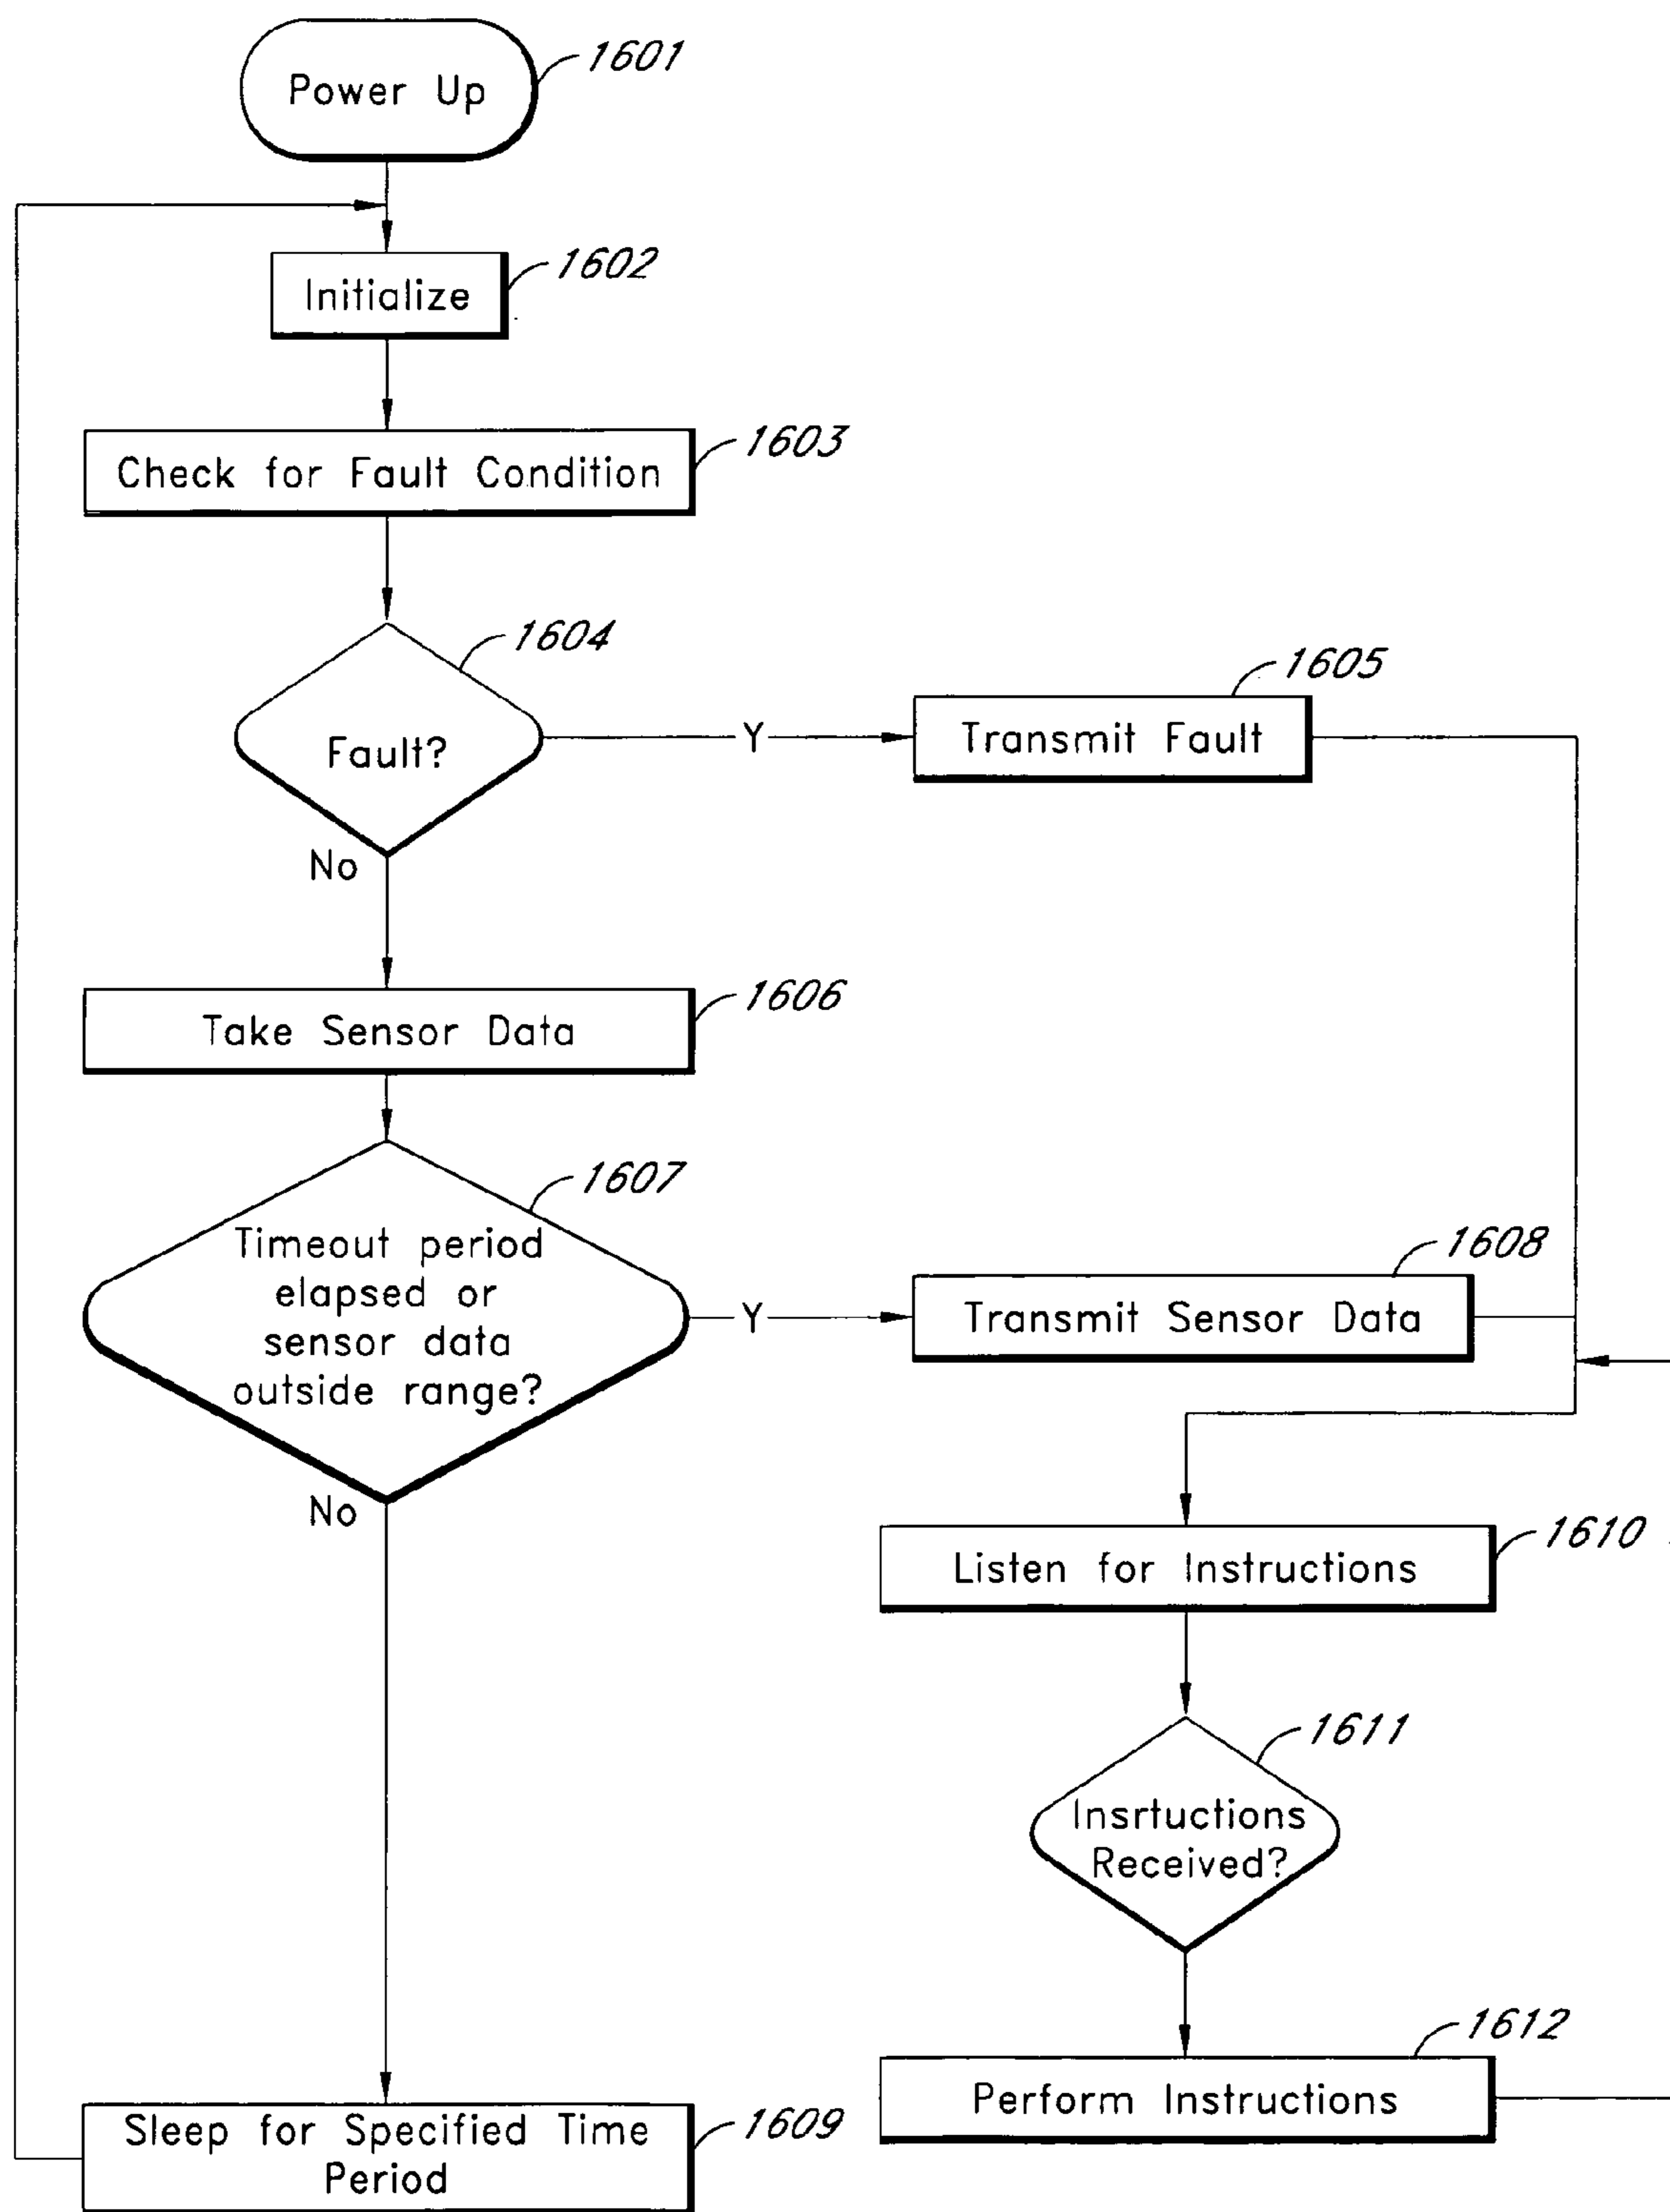 Power Up
1601
Initialize
1602
Check for Fault Condition
1603
1604
Fault?
Y
Transmit Fault
1605
No
Take Sensor Data
1606
1607
Timeout period
elapsed or
sensor data
outside range?
Y
Transmit Sensor Data
1608
No
Listen for Instructions
1610
1611
Insrtuctions
Received?
Perform Instructions
1612
Sleep for Specified Time
Period
1609